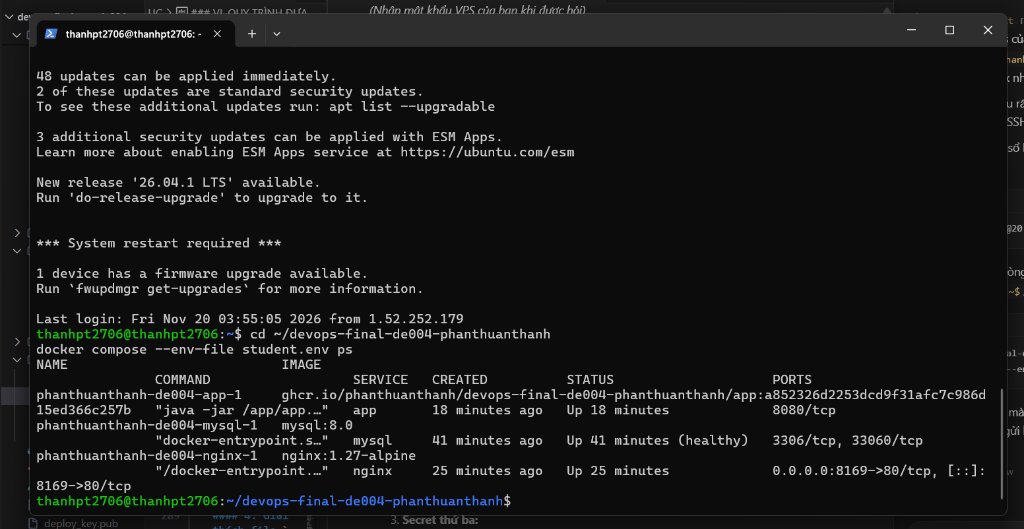 (Nhập mật khẩu VPS của bạn khi được hỏi)
thanhpt2706@thanhpt2706: ~
48 updates can be applied immediately.
2 of these updates are standard security updates.
To see these additional updates run: apt list --upgradable
3 additional security updates can be applied with ESM Apps.
Learn more about enabling ESM Apps service at https://ubuntu.com/esm
New release '26.04.1 LTS' available.
Run 'do-release-upgrade' to upgrade to it.
*** System restart required ***
1 device has a firmware upgrade available.
Run `fwupdmgr get-upgrades` for more information.
Last login: Fri Nov 20 03:55:05 2026 from 1.52.252.179
thanhpt2706@thanhpt2706:~$ cd ~/devops-final-de004-phanthuanthanh
docker compose --env-file student.env ps
NAME IMAGE
COMMAND SERVICE CREATED STATUS PORTS
phanthuanthanh-de004-app-1 ghcr.io/phanthuanthanh/devops-final-de004-phanthuanthanh/app:a852326d2253dcd9f31afc7c986d
15ed366c257b "java -jar /app/app.…" app 18 minutes ago Up 18 minutes 8080/tcp
phanthuanthanh-de004-mysql-1 mysql:8.0
"docker-entrypoint.s…" mysql 41 minutes ago Up 41 minutes (healthy) 3306/tcp, 33060/tcp
phanthuanthanh-de004-nginx-1 nginx:1.27-alpine
"/docker-entrypoint.…" nginx 25 minutes ago Up 25 minutes 0.0.0.0:8169->80/tcp, [::]:
8169->80/tcp
thanhpt2706@thanhpt2706:~/devops-final-de004-phanthuanthanh$
deploy_key.pub
3. Secret thứ ba: